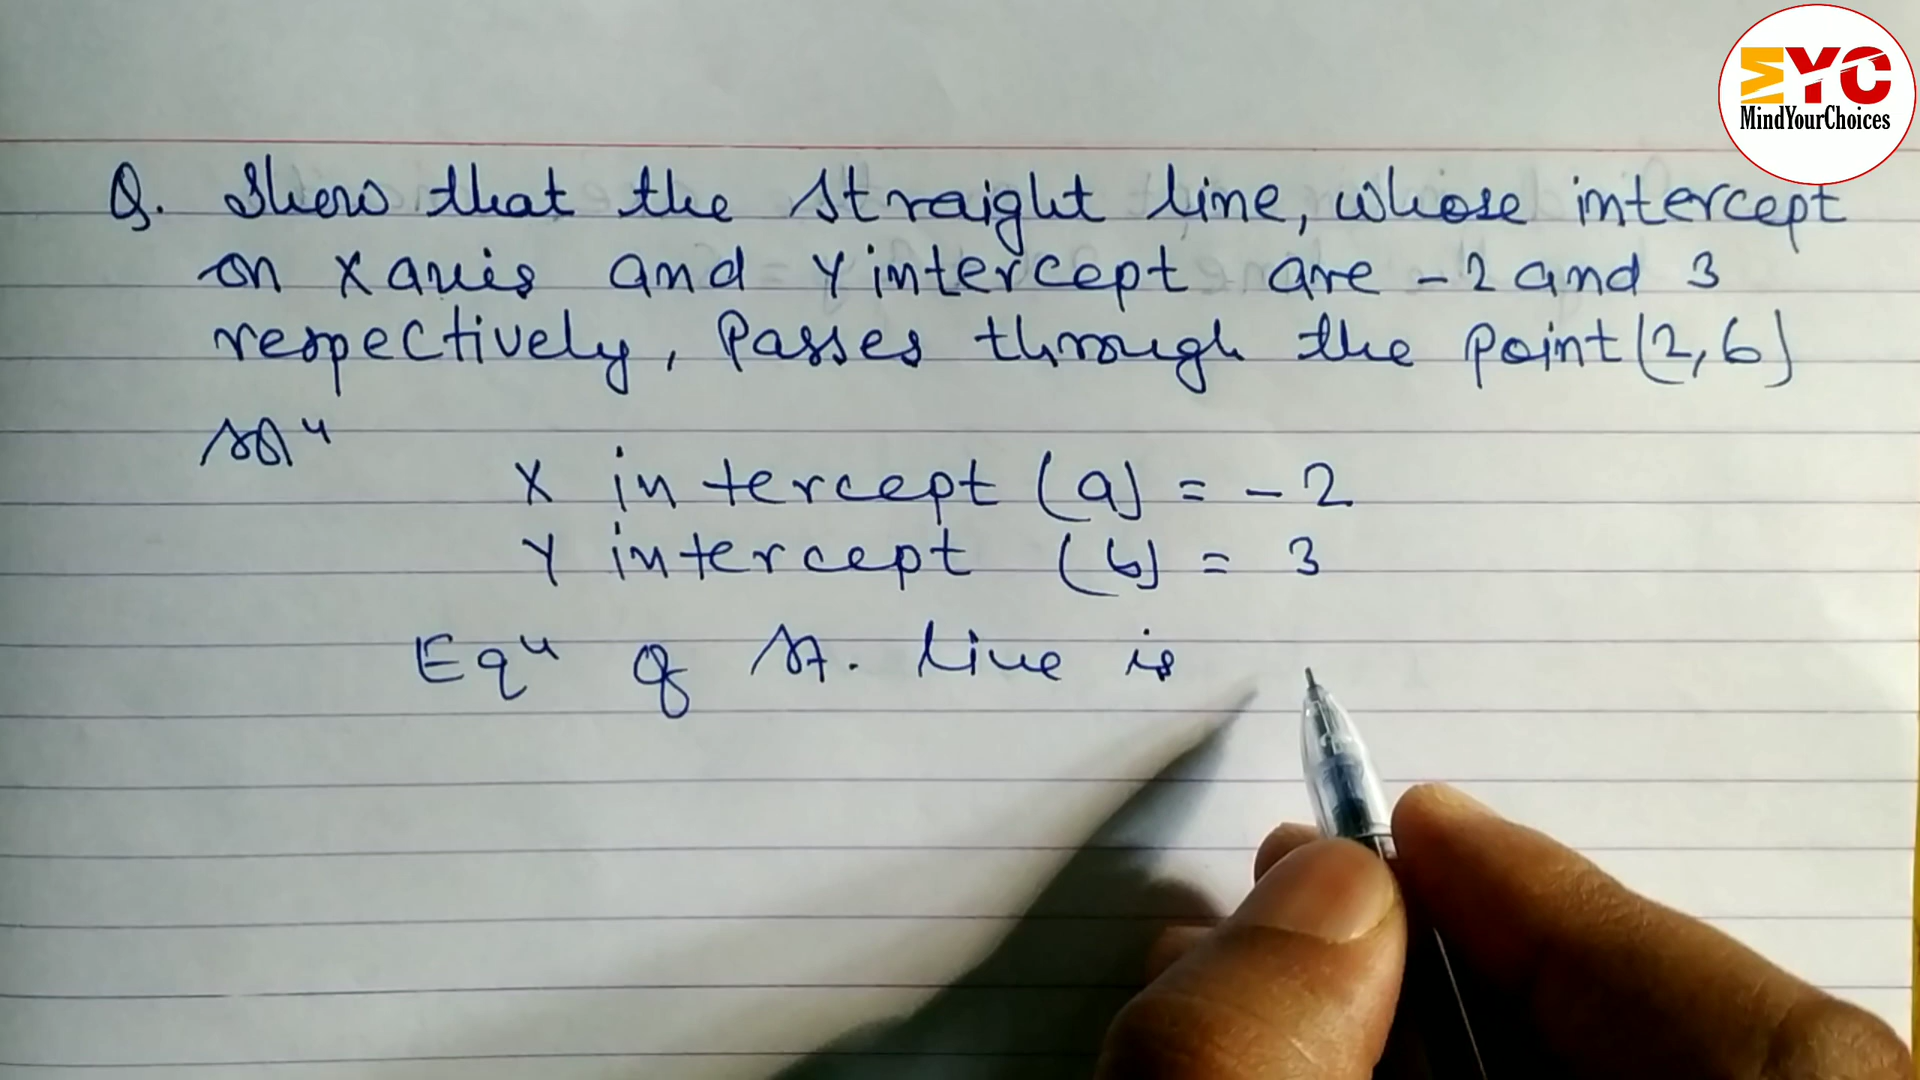 MYC
MindYourChoices
Q. Show that the straight line, whose intercept
on X axis and Y intercept are -2 and 3
respectively, Passes through the point (2,6)
Solⁿ
X intercept (a) = -2
Y intercept (b) = 3
Eqⁿ of St. line is